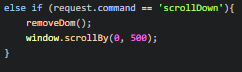 else if (request.command == 'scrollDown'){
removeDom();
window.scrollBy(0, 500);
}